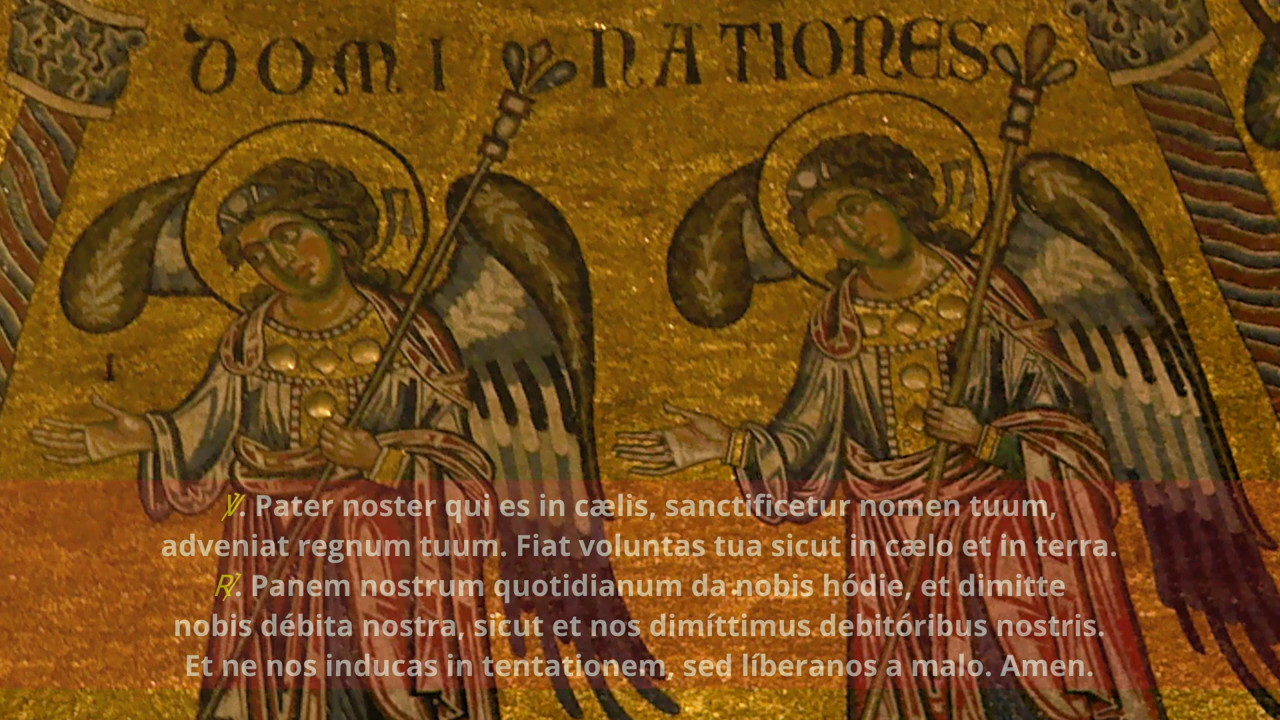 DOMINATIONES
℣. Pater noster qui es in cælis, sanctificetur nomen tuum,
adveniat regnum tuum. Fiat voluntas tua sicut in cælo et in terra.
℟. Panem nostrum quotidianum da nobis hódie, et dimitte
nobis débita nostra, sicut et nos dimíttimus debitóribus nostris.
Et ne nos inducas in tentationem, sed líberanos a malo. Amen.